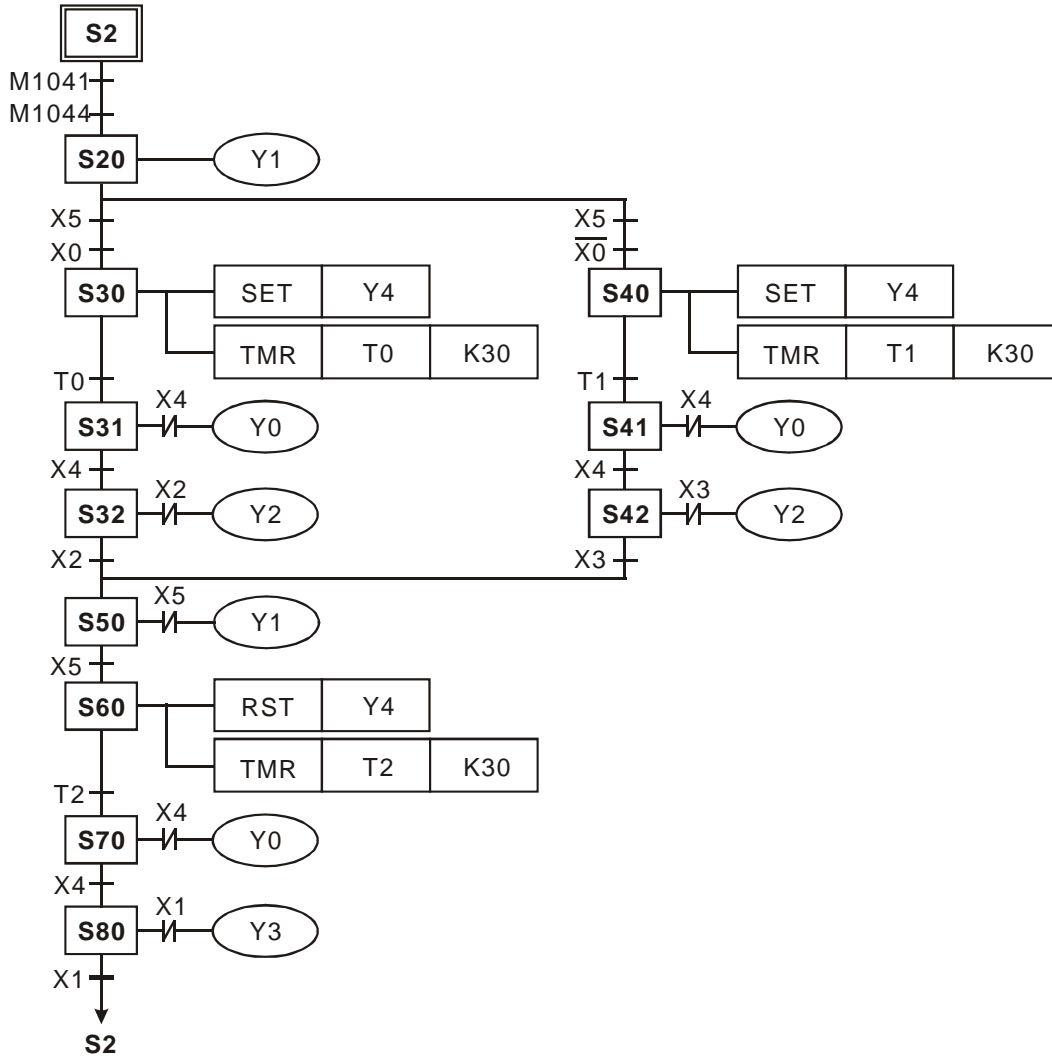 S2
M1041
M1044
S20 Y1
X5 X5
X0 X̅0̅
S30 SET Y4 S40 SET Y4
TMR T0 K30 TMR T1 K30
T0 T1
X4 X4
S31 Y0 S41 Y0
X4 X4
X2 X3
S32 Y2 S42 Y2
X2 X3
X5
S50 Y1
X5
S60 RST Y4
TMR T2 K30
T2
X4
S70 Y0
X4
X1
S80 Y3
X1
S2